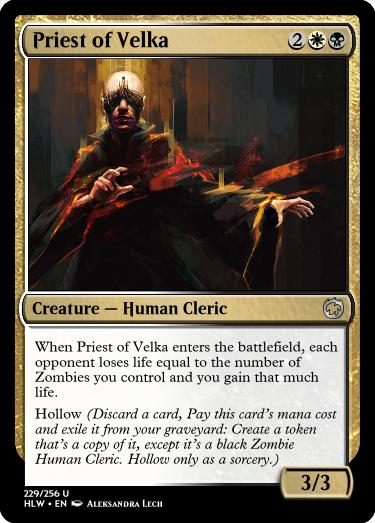 Priest of Velka 2
Creature — Human Cleric
When Priest of Velka enters the battlefield, each
opponent loses life equal to the number of
Zombies you control and you gain that much
life.
Hollow (Discard a card, Pay this card's mana cost
and exile it from your graveyard: Create a token
that's a copy of it, except it's a black Zombie
Human Cleric. Hollow only as a sorcery.)
3/3
229/256 U
HLW • EN Aleksandra Lech